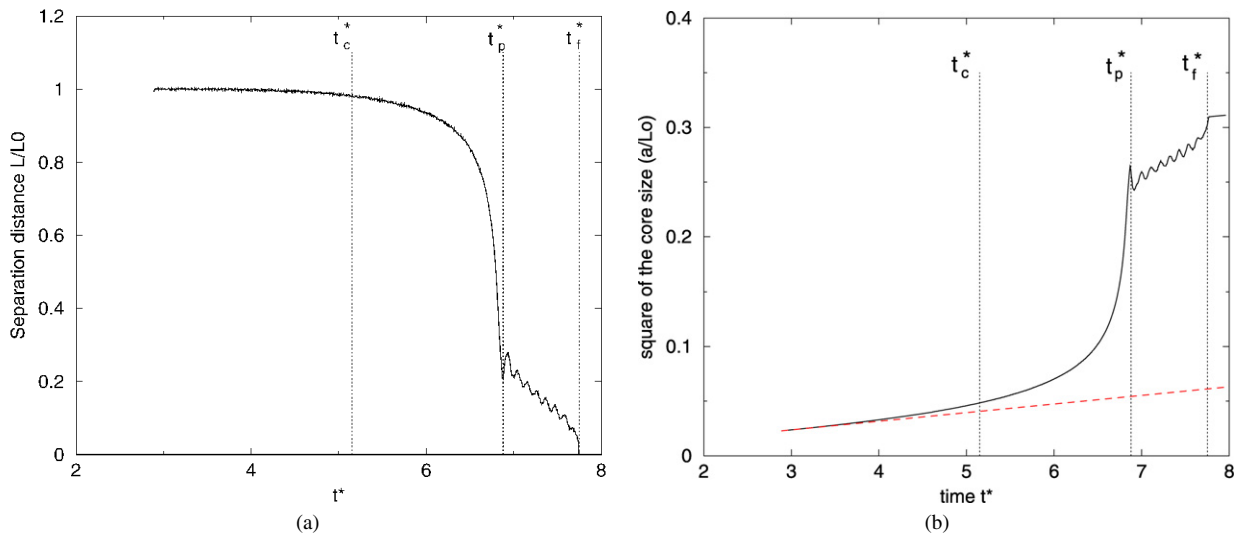 1.2
1
0.8
0.6
0.4
0.2
0
2
4
6
8
Separation distance L/L0
t*
t*c
t*p
t*f
(a)
0.4
0.3
0.2
0.1
0
2
3
4
5
6
7
8
square of the core size (a/Lo)
time t*
t*c
t*p
t*f
(b)